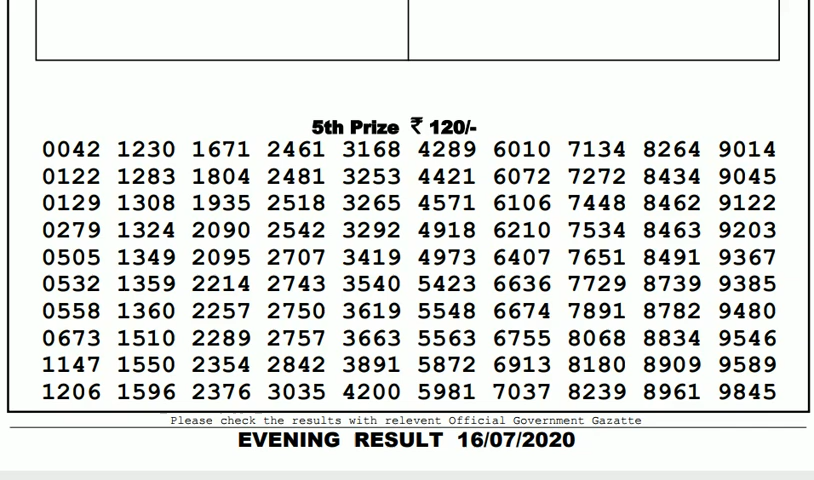 5th Prize ₹ 120/-
0042 1230 1671 2461 3168 4289 6010 7134 8264 9014
0122 1283 1804 2481 3253 4421 6072 7272 8434 9045
0129 1308 1935 2518 3265 4571 6106 7448 8462 9122
0279 1324 2090 2542 3292 4918 6210 7534 8463 9203
0505 1349 2095 2707 3419 4973 6407 7651 8491 9367
0532 1359 2214 2743 3540 5423 6636 7729 8739 9385
0558 1360 2257 2750 3619 5548 6674 7891 8782 9480
0673 1510 2289 2757 3663 5563 6755 8068 8834 9546
1147 1550 2354 2842 3891 5872 6913 8180 8909 9589
1206 1596 2376 3035 4200 5981 7037 8239 8961 9845
Please check the results with relevent Official Government Gazatte
EVENING RESULT 16/07/2020